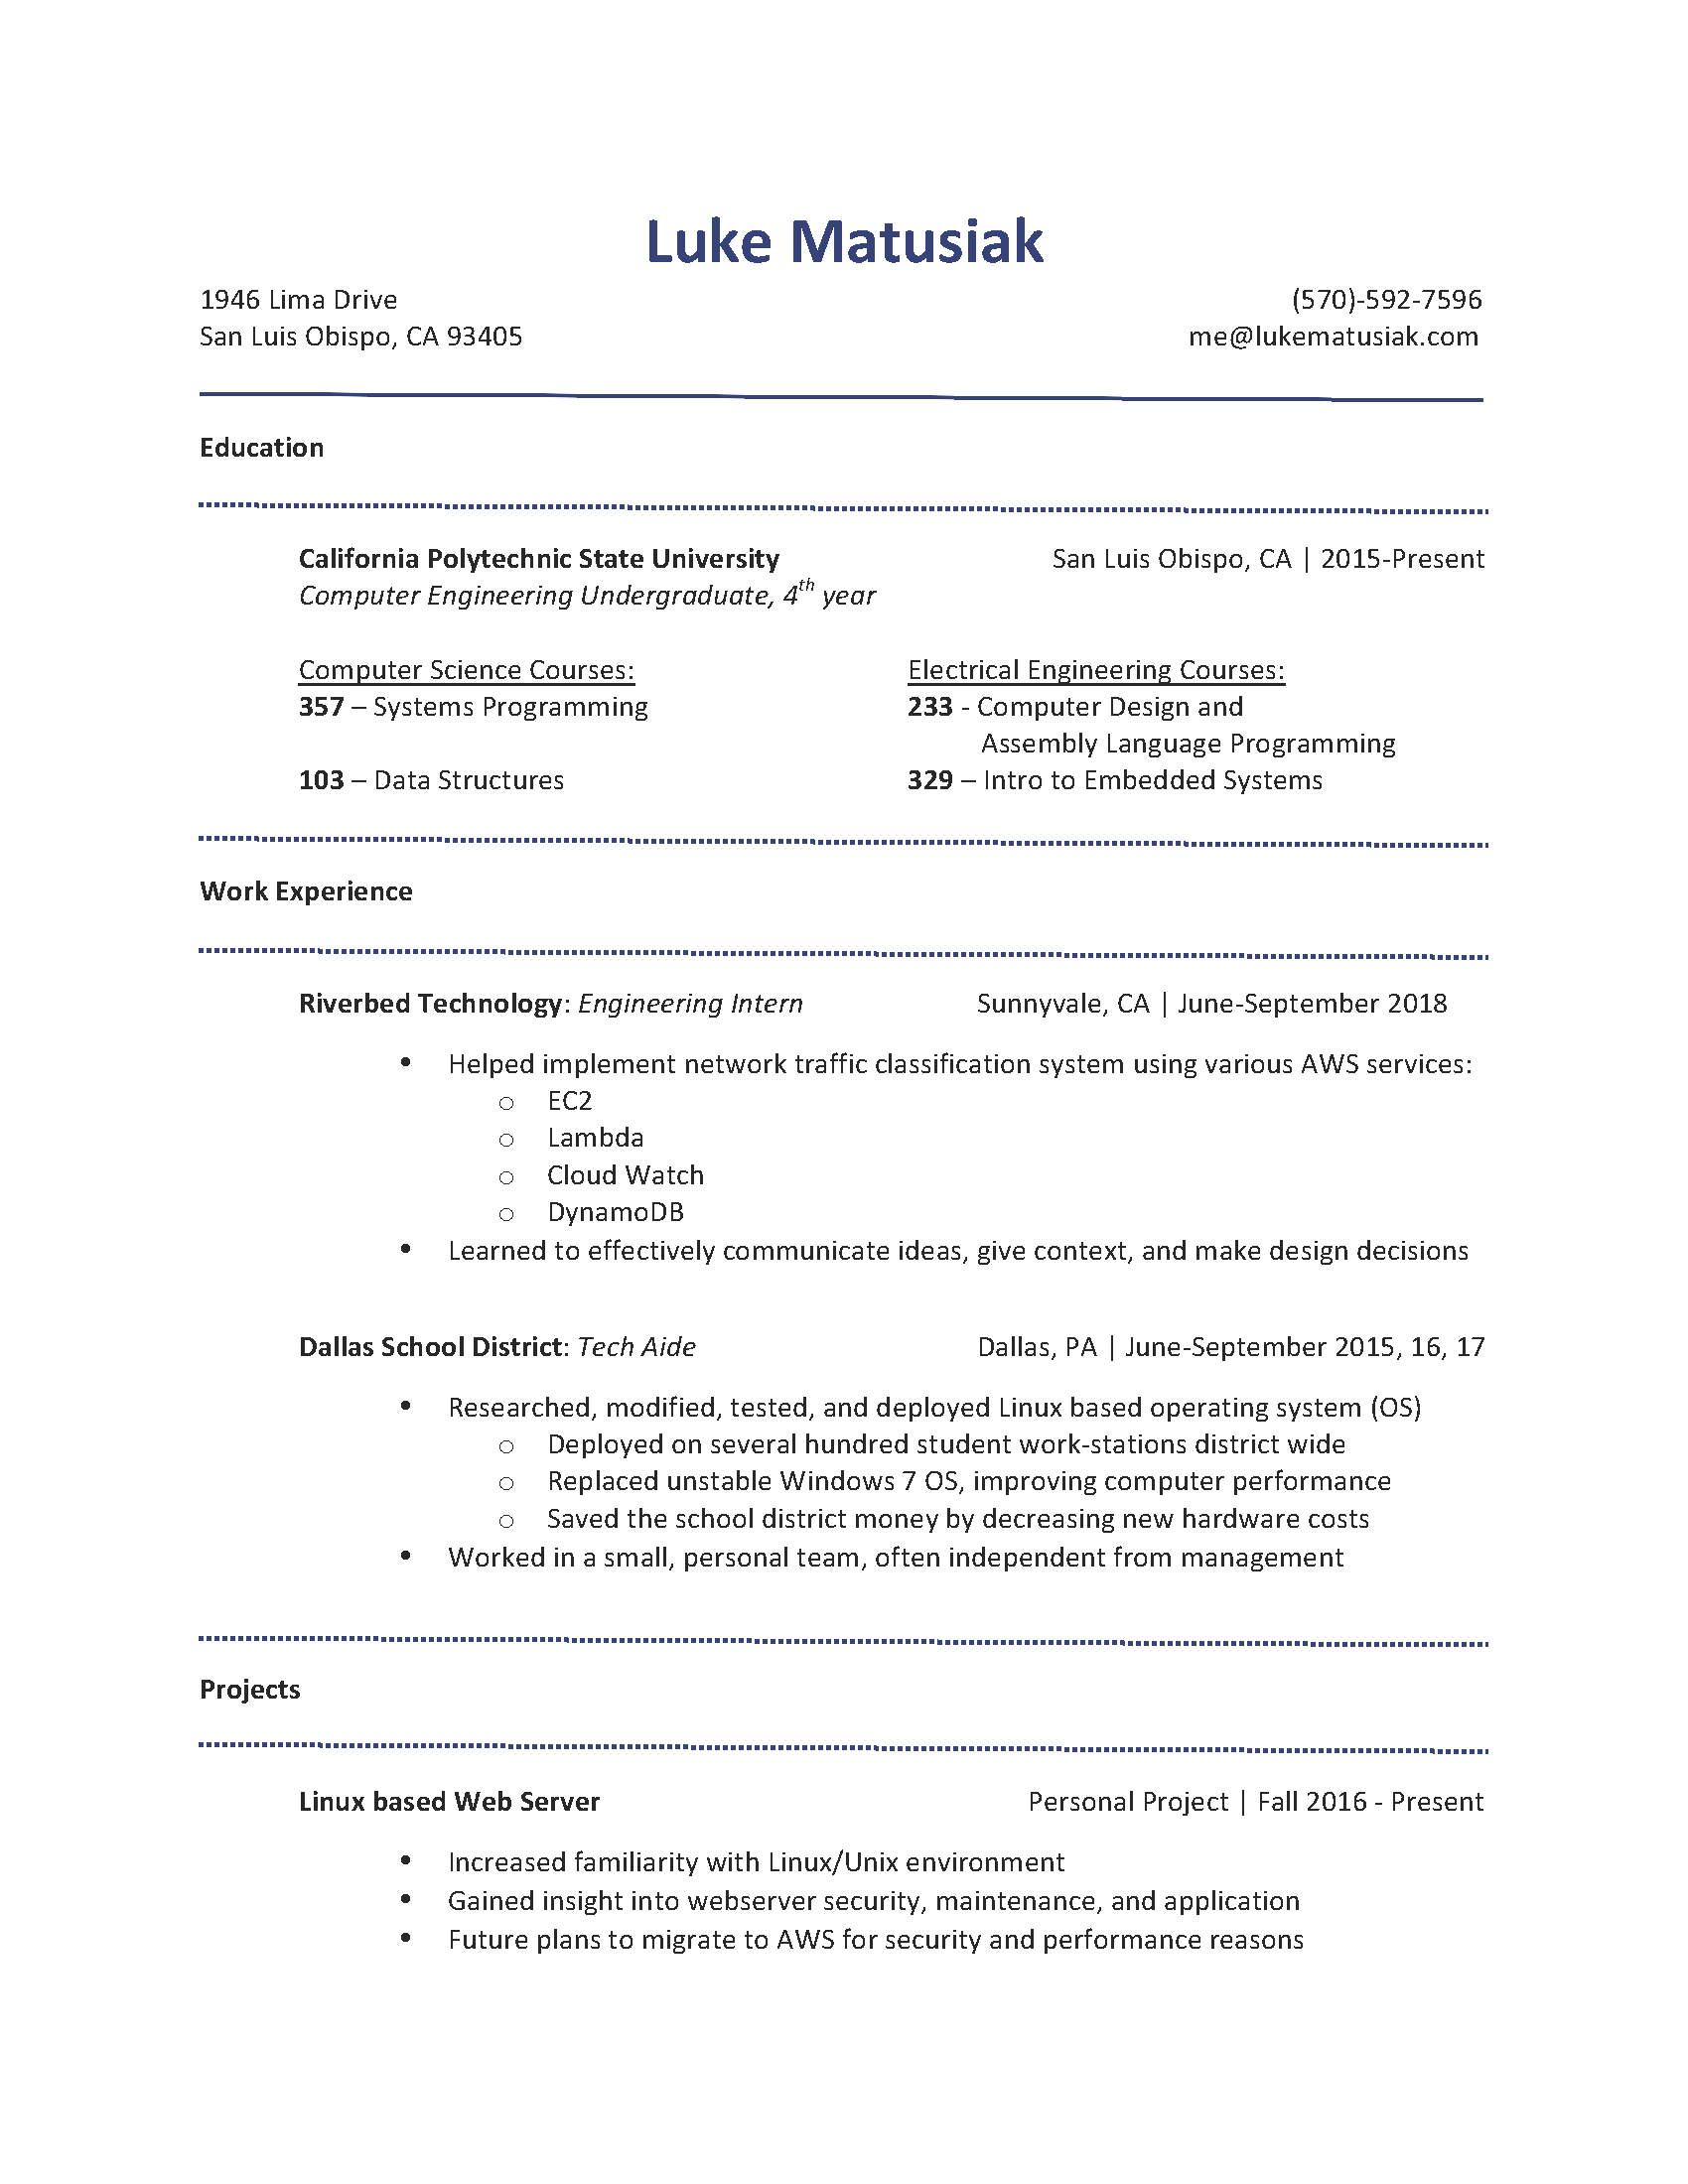 Luke Matusiak
1946 Lima Drive (570)-592-7596
San Luis Obispo, CA 93405 me@lukematusiak.com
Education
California Polytechnic State University San Luis Obispo, CA | 2015-Present
Computer Engineering Undergraduate, 4th year
Computer Science Courses: Electrical Engineering Courses:
357 – Systems Programming 233 - Computer Design and
Assembly Language Programming
103 – Data Structures 329 – Intro to Embedded Systems
Work Experience
Riverbed Technology: Engineering Intern Sunnyvale, CA | June-September 2018
• Helped implement network traffic classification system using various AWS services:
o EC2
o Lambda
o Cloud Watch
o DynamoDB
• Learned to effectively communicate ideas, give context, and make design decisions
Dallas School District: Tech Aide Dallas, PA | June-September 2015, 16, 17
• Researched, modified, tested, and deployed Linux based operating system (OS)
o Deployed on several hundred student work-stations district wide
o Replaced unstable Windows 7 OS, improving computer performance
o Saved the school district money by decreasing new hardware costs
• Worked in a small, personal team, often independent from management
Projects
Linux based Web Server Personal Project | Fall 2016 - Present
• Increased familiarity with Linux/Unix environment
• Gained insight into webserver security, maintenance, and application
• Future plans to migrate to AWS for security and performance reasons